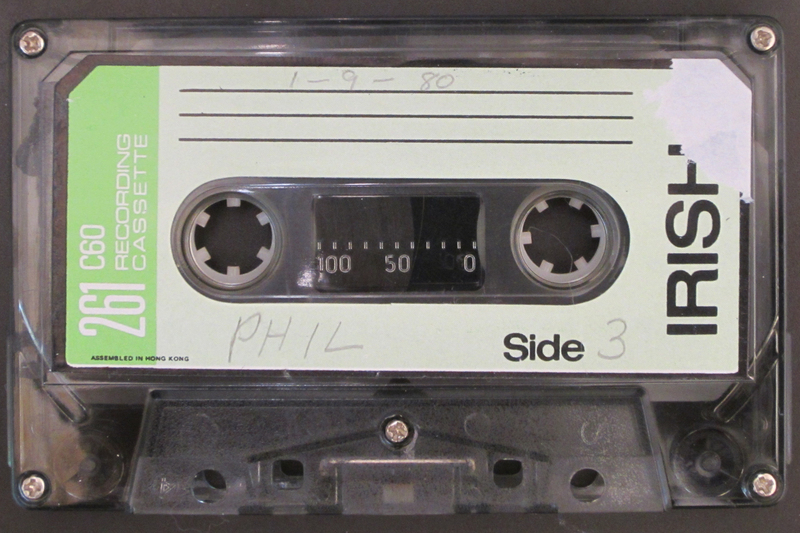 1-9-80
261 C60
RECORDING
CASSETTE
100 50 0
PHIL
Side 3
ASSEMBLED IN HONG KONG
IRISH